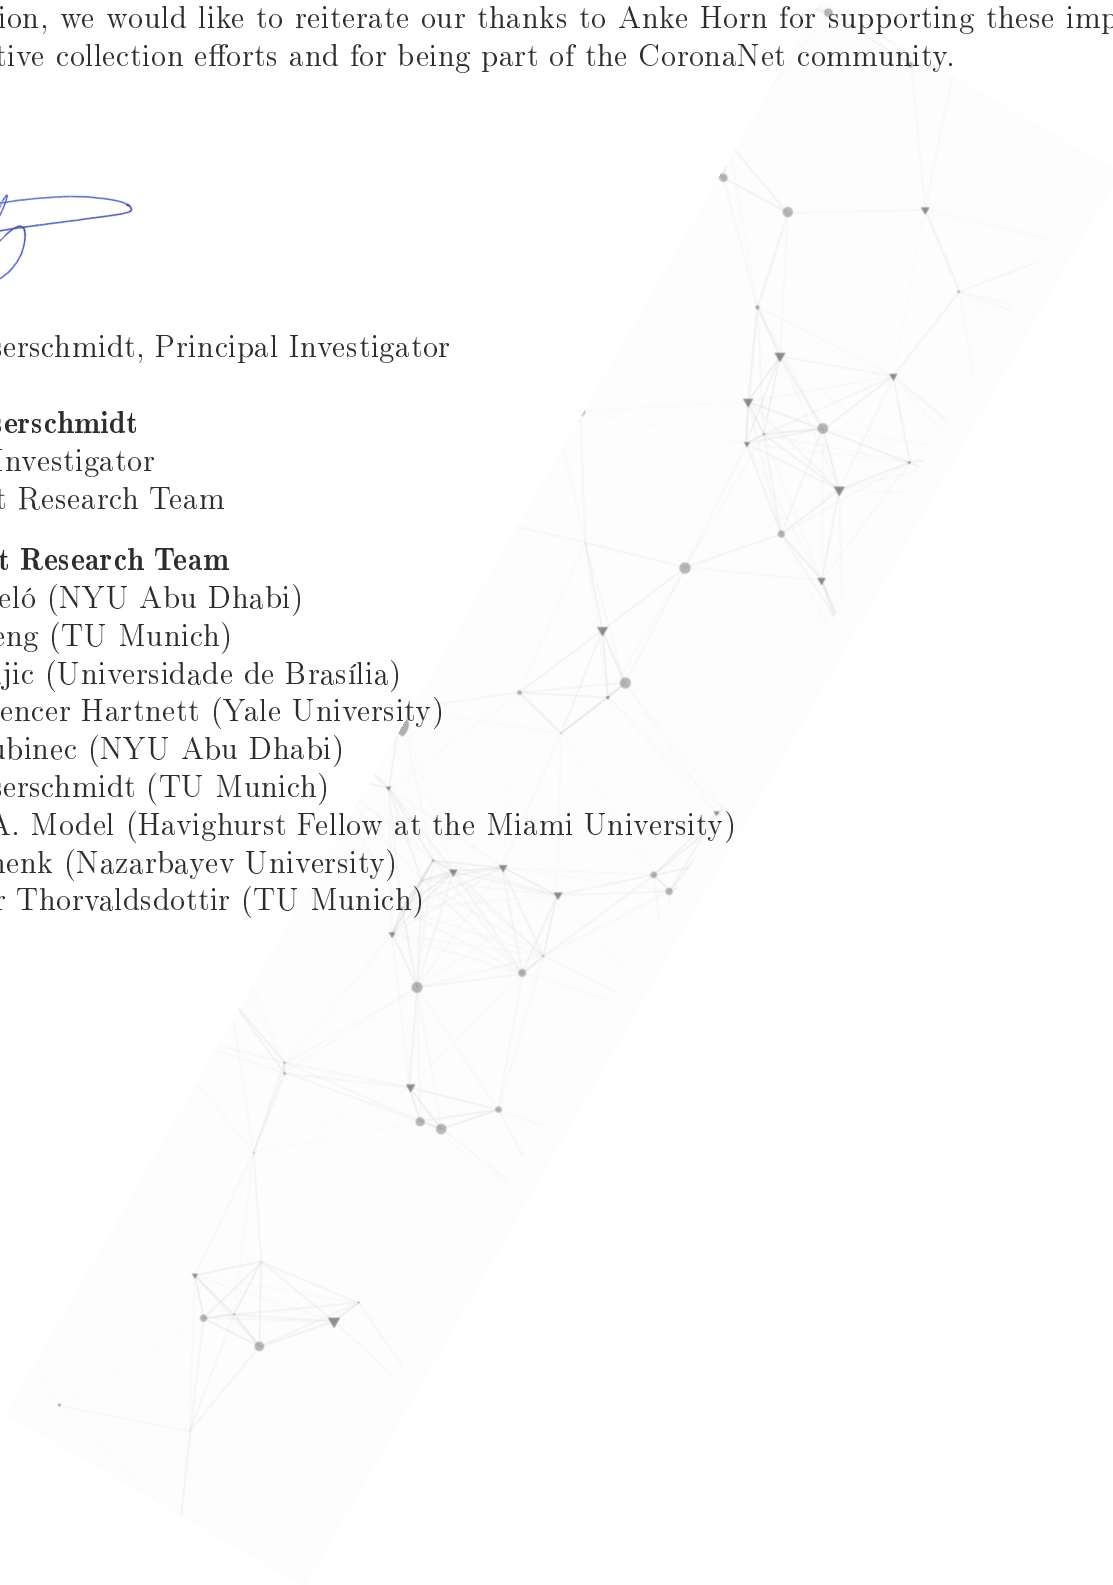 ion, we would like to reiterate our thanks to Anke Horn for supporting these imp
tive collection efforts and for being part of the CoronaNet community.
serschmidt, Principal Investigator
serschmidt
Investigator
t Research Team
t Research Team
eló (NYU Abu Dhabi)
eng (TU Munich)
jic (Universidade de Brasília)
encer Hartnett (Yale University)
ubinec (NYU Abu Dhabi)
serschmidt (TU Munich)
A. Model (Havighurst Fellow at the Miami University)
henk (Nazarbayev University)
r Thorvaldsdottir (TU Munich)